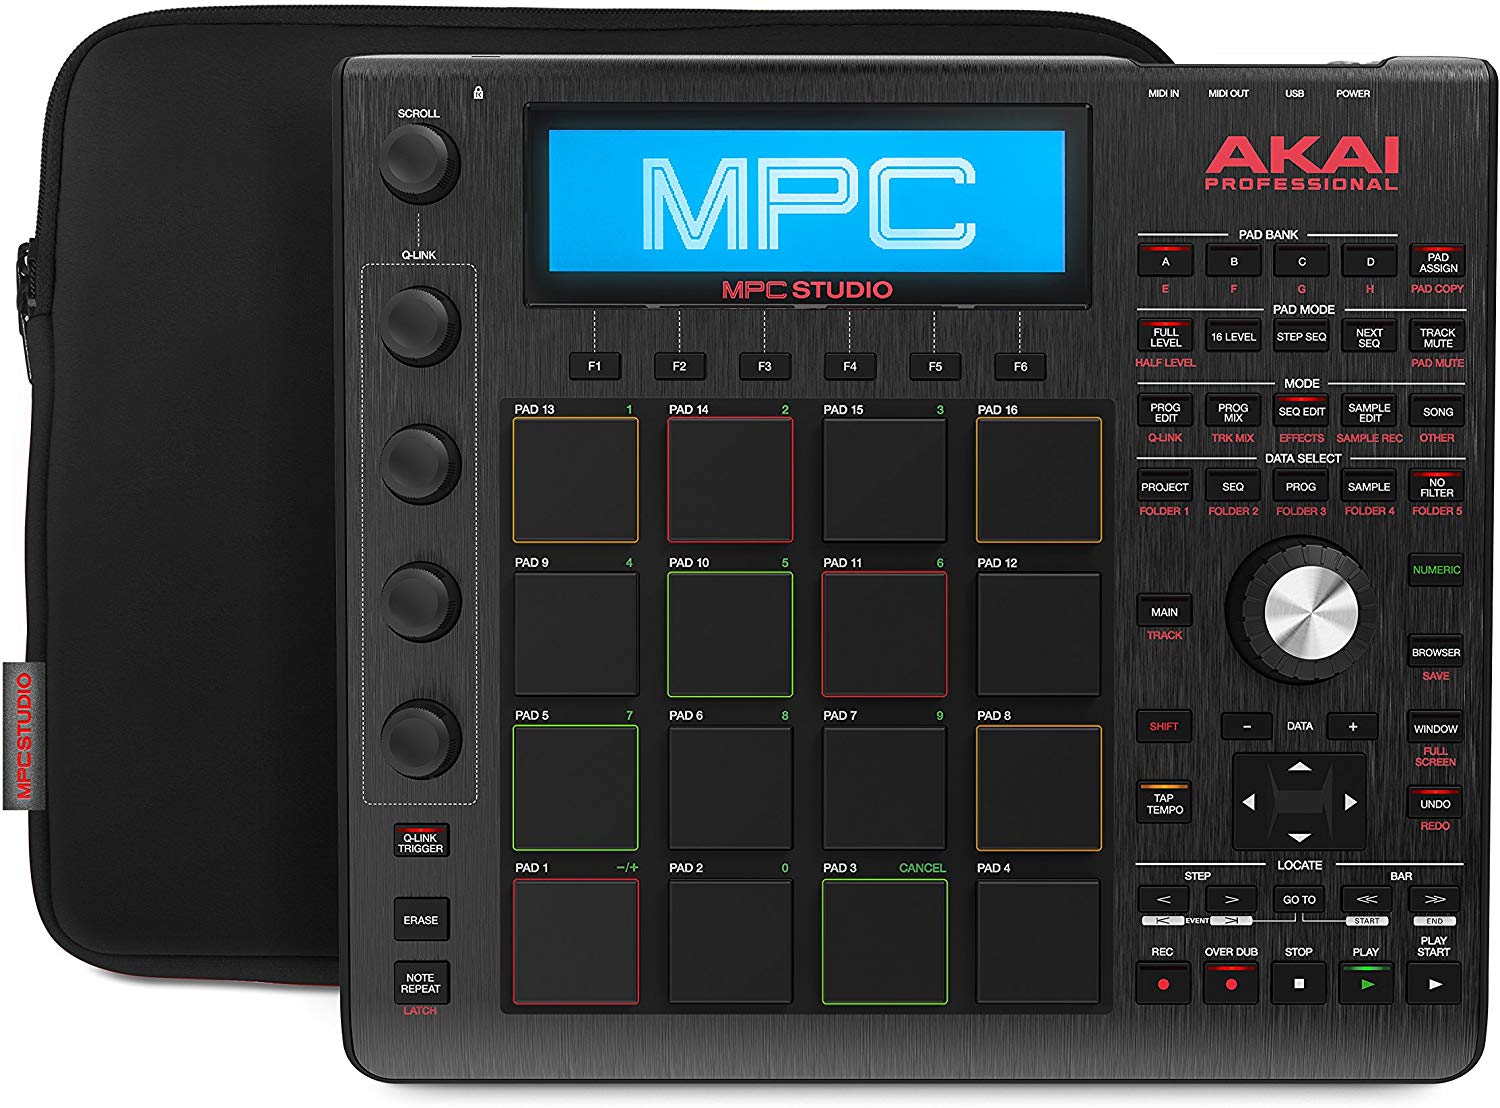 MIDI IN MIDI OUT USB POWER
SCROLL
MPC
MPC STUDIO
AKAI
PROFESSIONAL
Q-LINK
F1 F2 F3 F4 F5 F6
PAD BANK
A B C D PAD ASSIGN
E F G H PAD COPY
PAD MODE
FULL LEVEL 16 LEVEL STEP SEQ NEXT SEQ TRACK MUTE
HALF LEVEL PAD MUTE
MODE
PROG EDIT PROG MIX SEQ EDIT SAMPLE EDIT SONG
Q-LINK TRK MIX EFFECTS SAMPLE REC OTHER
DATA SELECT
PROJECT SEQ PROG SAMPLE NO FILTER
FOLDER 1 FOLDER 2 FOLDER 3 FOLDER 4 FOLDER 5
PAD 13 1 PAD 14 2 PAD 15 3 PAD 16
PAD 9 4 PAD 10 5 PAD 11 6 PAD 12
PAD 5 7 PAD 6 8 PAD 7 9 PAD 8
PAD 1 −/+ PAD 2 0 PAD 3 CANCEL PAD 4
NUMERIC
MAIN
TRACK
BROWSER
SAVE
SHIFT − DATA + WINDOW
FULL
SCREEN
TAP
TEMPO
UNDO
REDO
Q-LINK
TRIGGER
ERASE
NOTE
REPEAT
LATCH
LOCATE
STEP BAR
< > GO TO << >>
EVENT START END
REC OVER DUB STOP PLAY PLAY START
MPCSTUDIO